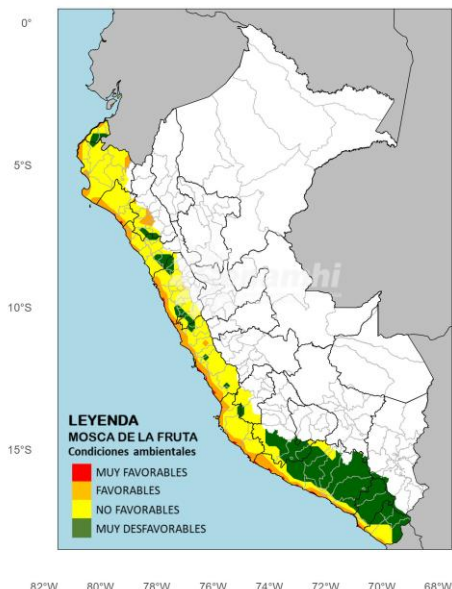 0°
5°S
10°S
15°S
LEYENDA
MOSCA DE LA FRUTA
Condiciones ambientales
MUY FAVORABLES
FAVORABLES
NO FAVORABLES
MUY DESFAVORABLES
82°W 80°W 78°W 76°W 74°W 72°W 70°W 68°W